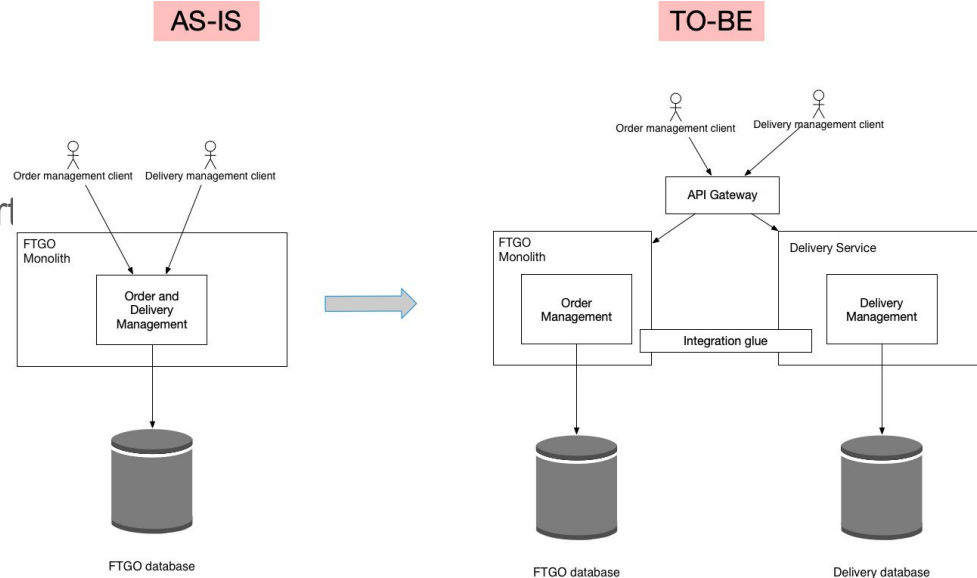 AS-IS
Order management client
Delivery management client
FTGO
Monolith
Order and
Delivery
Management
FTGO database
TO-BE
Order management client
Delivery management client
API Gateway
FTGO
Monolith
Order
Management
Integration glue
Delivery Service
Delivery
Management
FTGO database
Delivery database